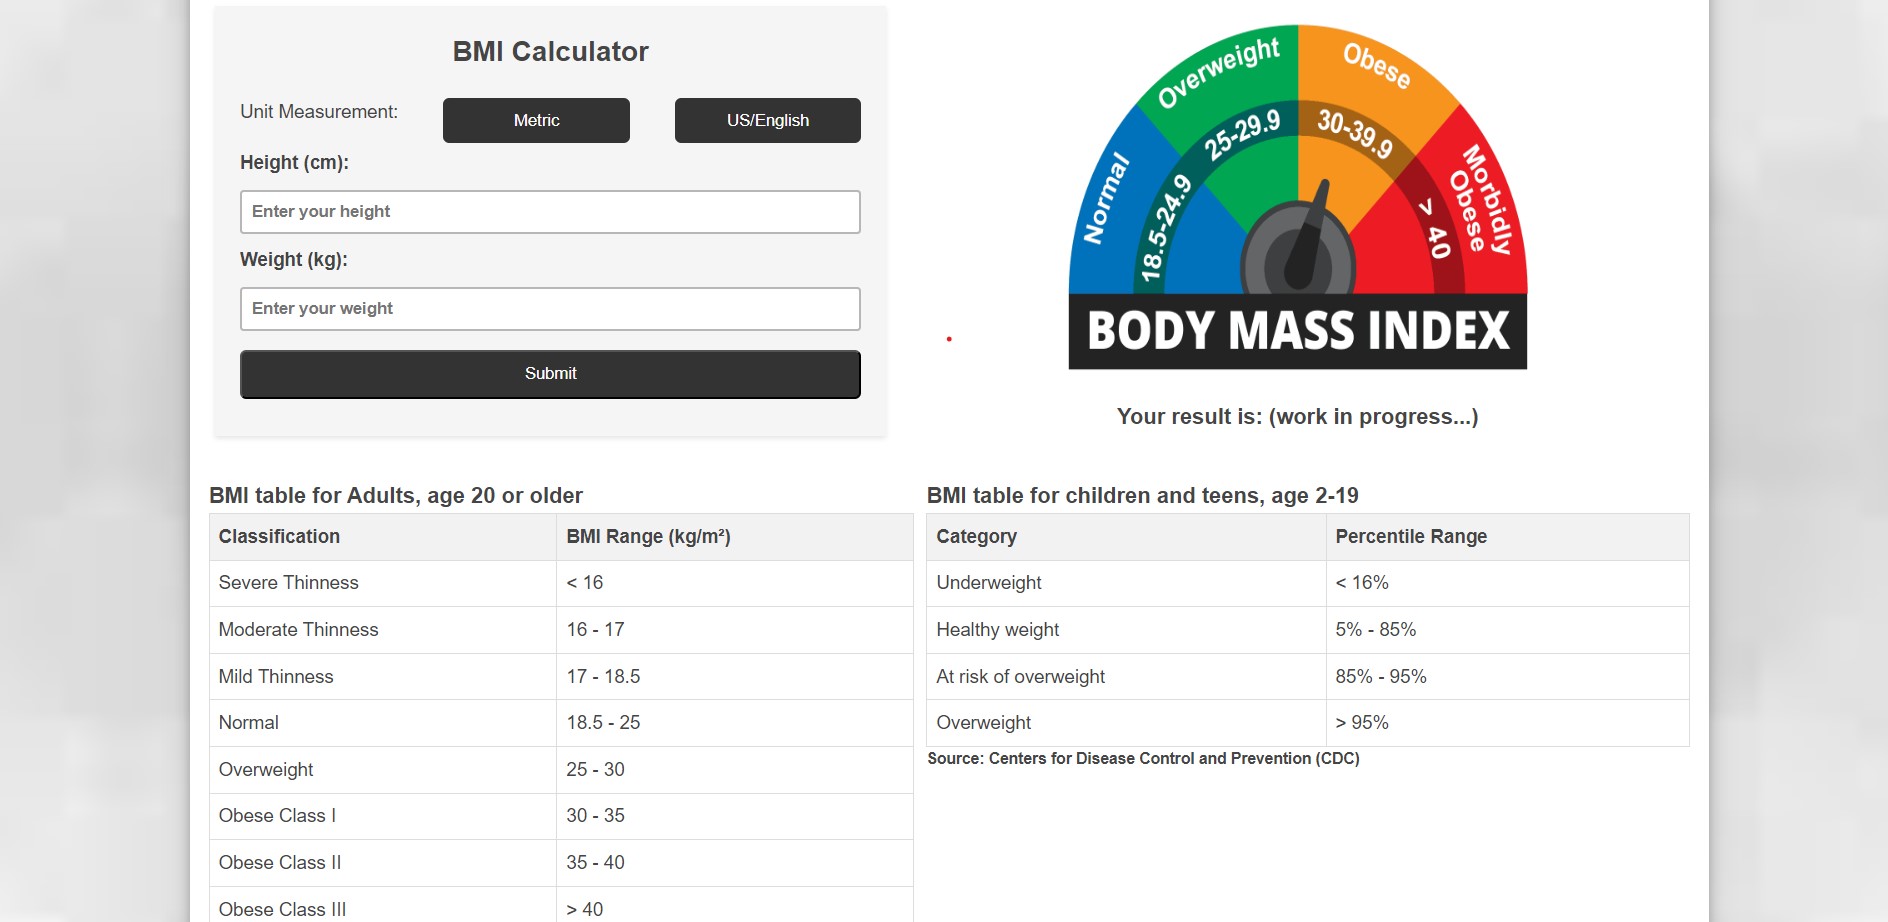 BMI Calculator
Unit Measurement:
Metric
US/English
Height (cm):
Enter your height
Weight (kg):
Enter your weight
Submit
Normal
Overweight
Obese
Morbidly
Obese
18.5-24.9
25-29.9
30-39.9
> 40
BODY MASS INDEX
Your result is: (work in progress...)
BMI table for Adults, age 20 or older
Classification BMI Range (kg/m²)
Severe Thinness < 16
Moderate Thinness 16 - 17
Mild Thinness 17 - 18.5
Normal 18.5 - 25
Overweight 25 - 30
Obese Class I 30 - 35
Obese Class II 35 - 40
Obese Class III > 40
BMI table for children and teens, age 2-19
Category Percentile Range
Underweight < 16%
Healthy weight 5% - 85%
At risk of overweight 85% - 95%
Overweight > 95%
Source: Centers for Disease Control and Prevention (CDC)